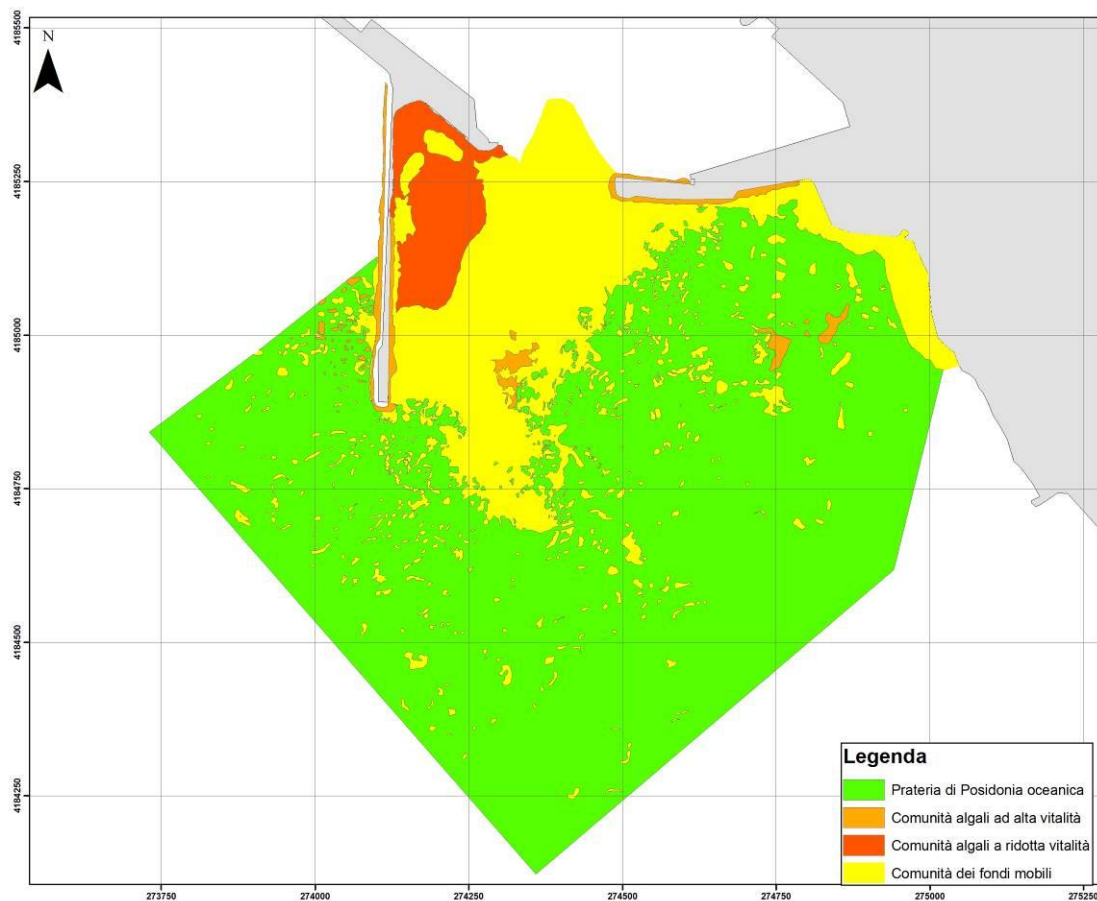 N
4185500
4185250
4185000
4184750
4184500
4184250
273750
274000
274250
274500
274750
275000
275250
Legenda
Prateria di Posidonia oceanica
Comunità algali ad alta vitalità
Comunità algali a ridotta vitalità
Comunità dei fondi mobili